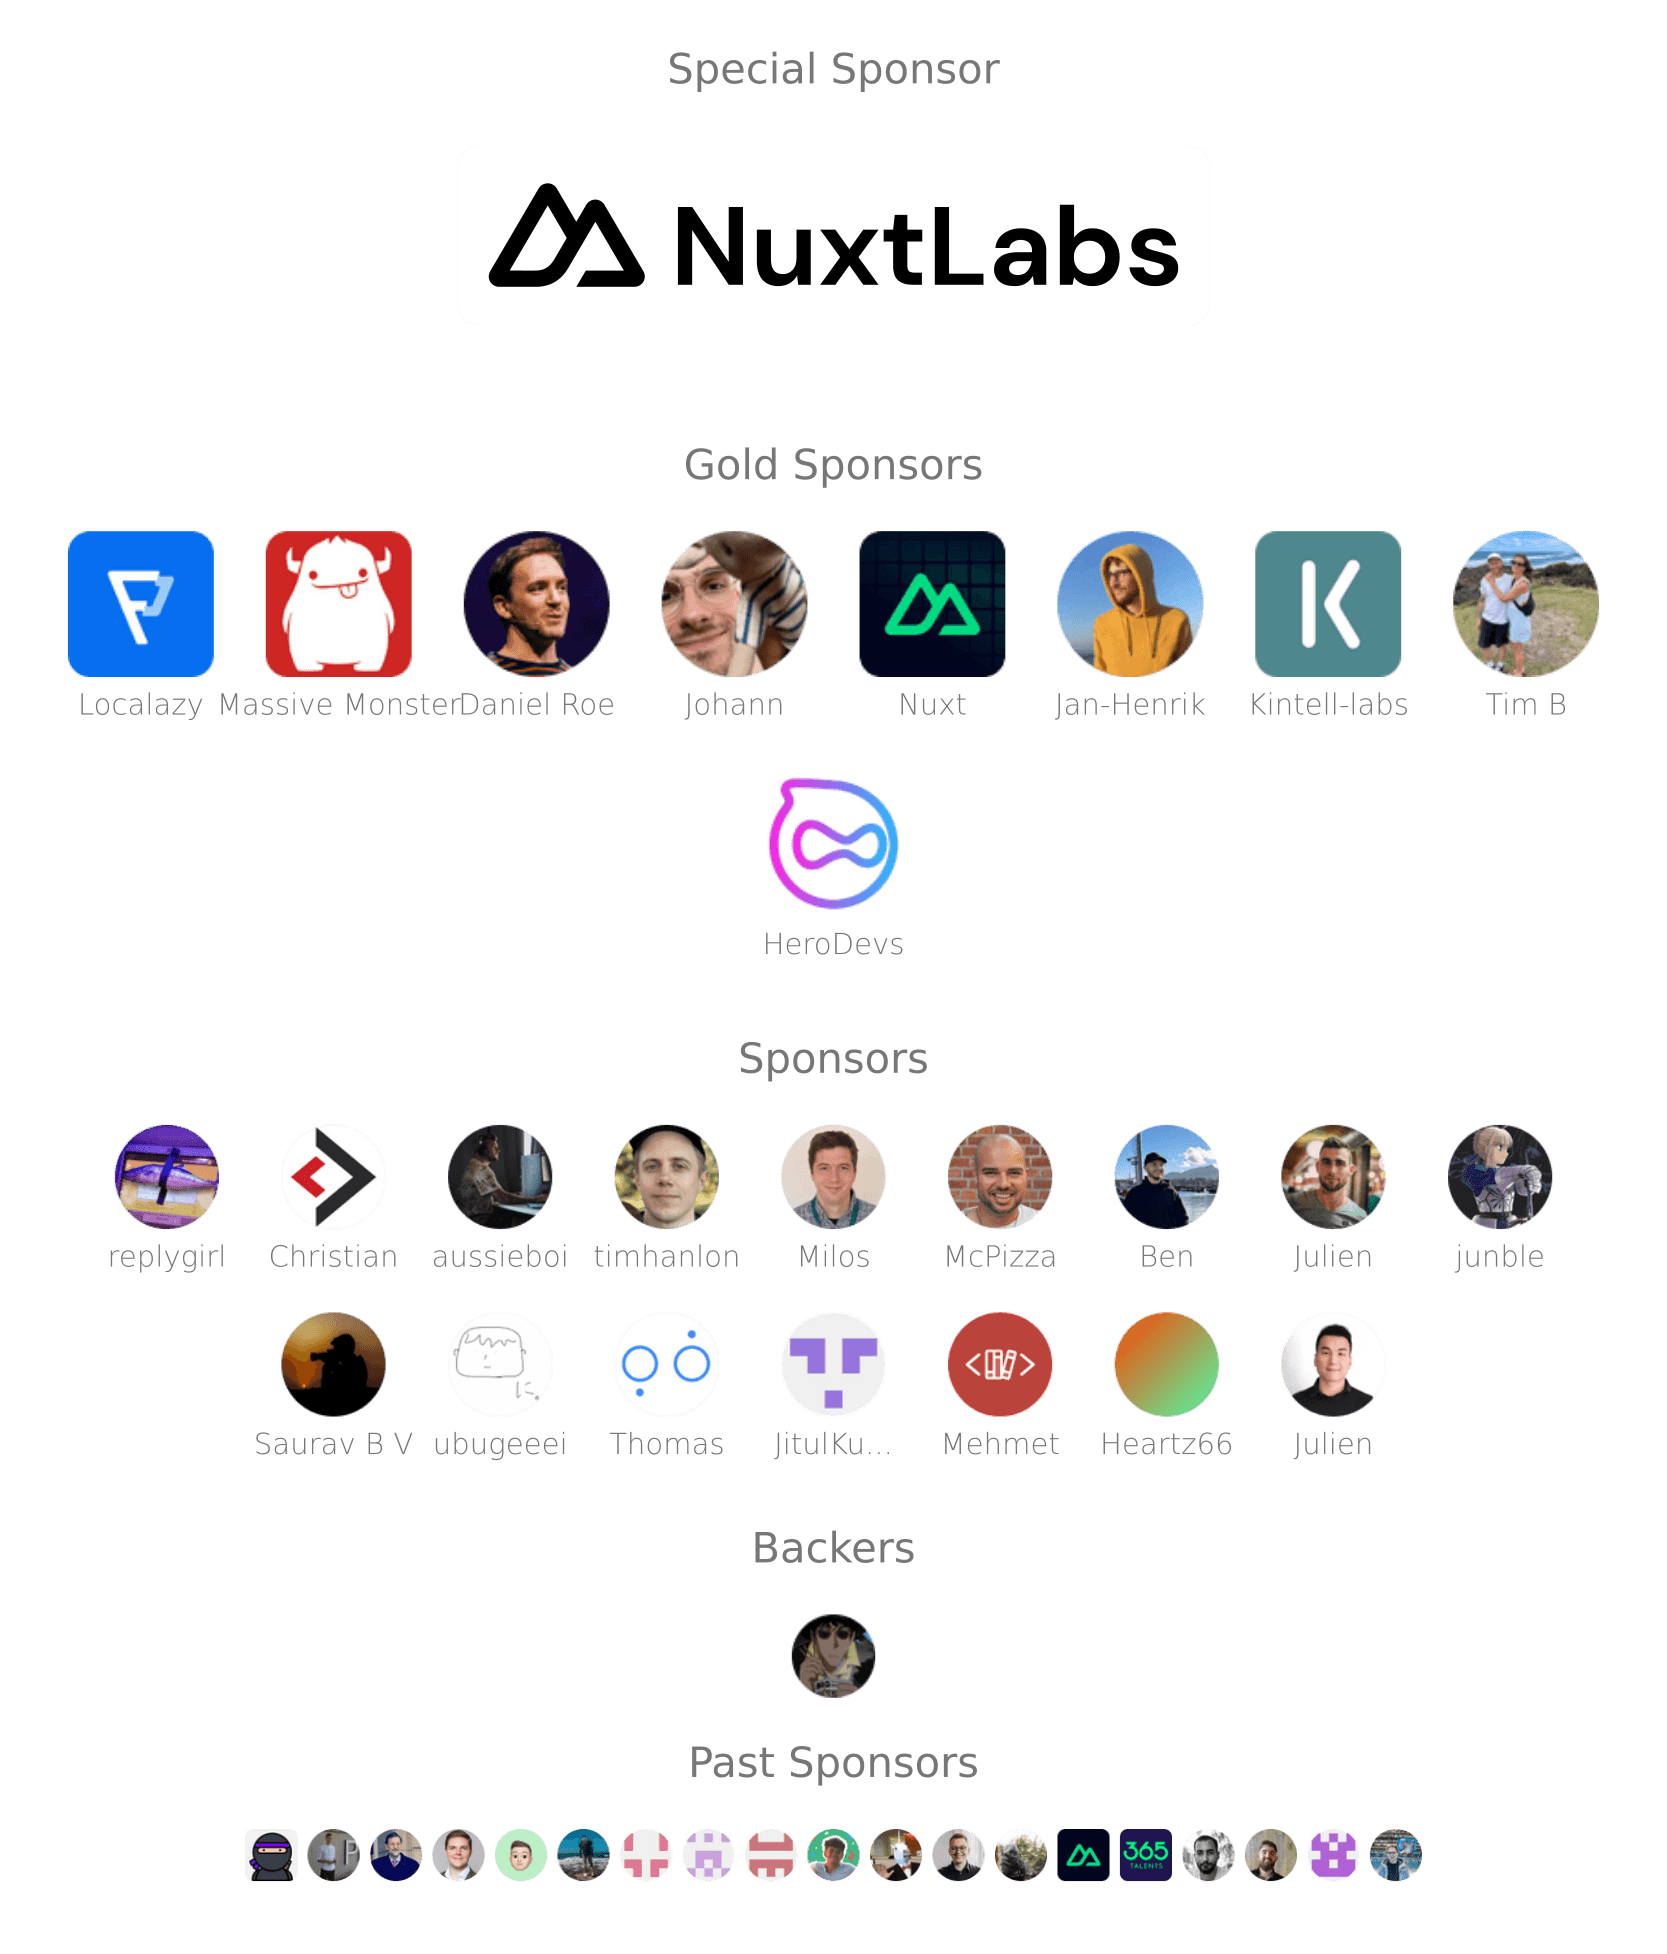 Special Sponsor
NuxtLabs
Gold Sponsors
Localazy Massive Monster Daniel Roe Johann Nuxt Jan-Henrik Kintell-labs Tim B
HeroDevs
Sponsors
replygirl Christian aussieboi timhanlon Milos McPizza Ben Julien junble
Saurav B V ubugeeei Thomas JitulKu... Mehmet Heartz66 Julien
Backers
Past Sponsors
P
365
TALENTS